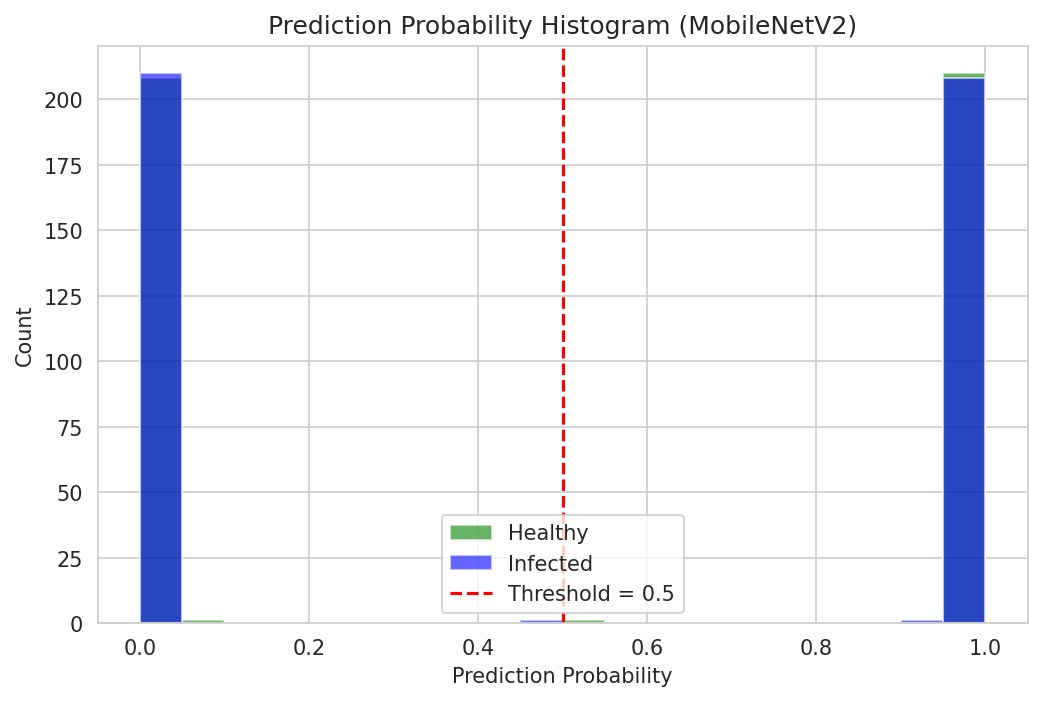 Prediction Probability Histogram (MobileNetV2)
Count
200
175
150
125
100
75
50
25
0
Healthy
Infected
Threshold = 0.5
0.0 0.2 0.4 0.6 0.8 1.0
Prediction Probability